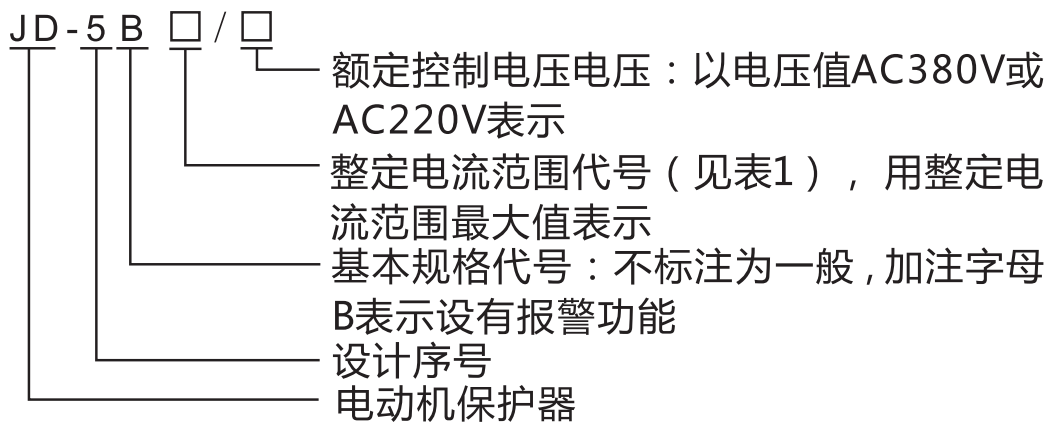 JD-5B □/□
额定控制电压电压：以电压值AC380V或
AC220V表示
整定电流范围代号（见表1），用整定电
流范围最大值表示
基本规格代号：不标注为一般,加注字母
B表示设有报警功能
设计序号
电动机保护器